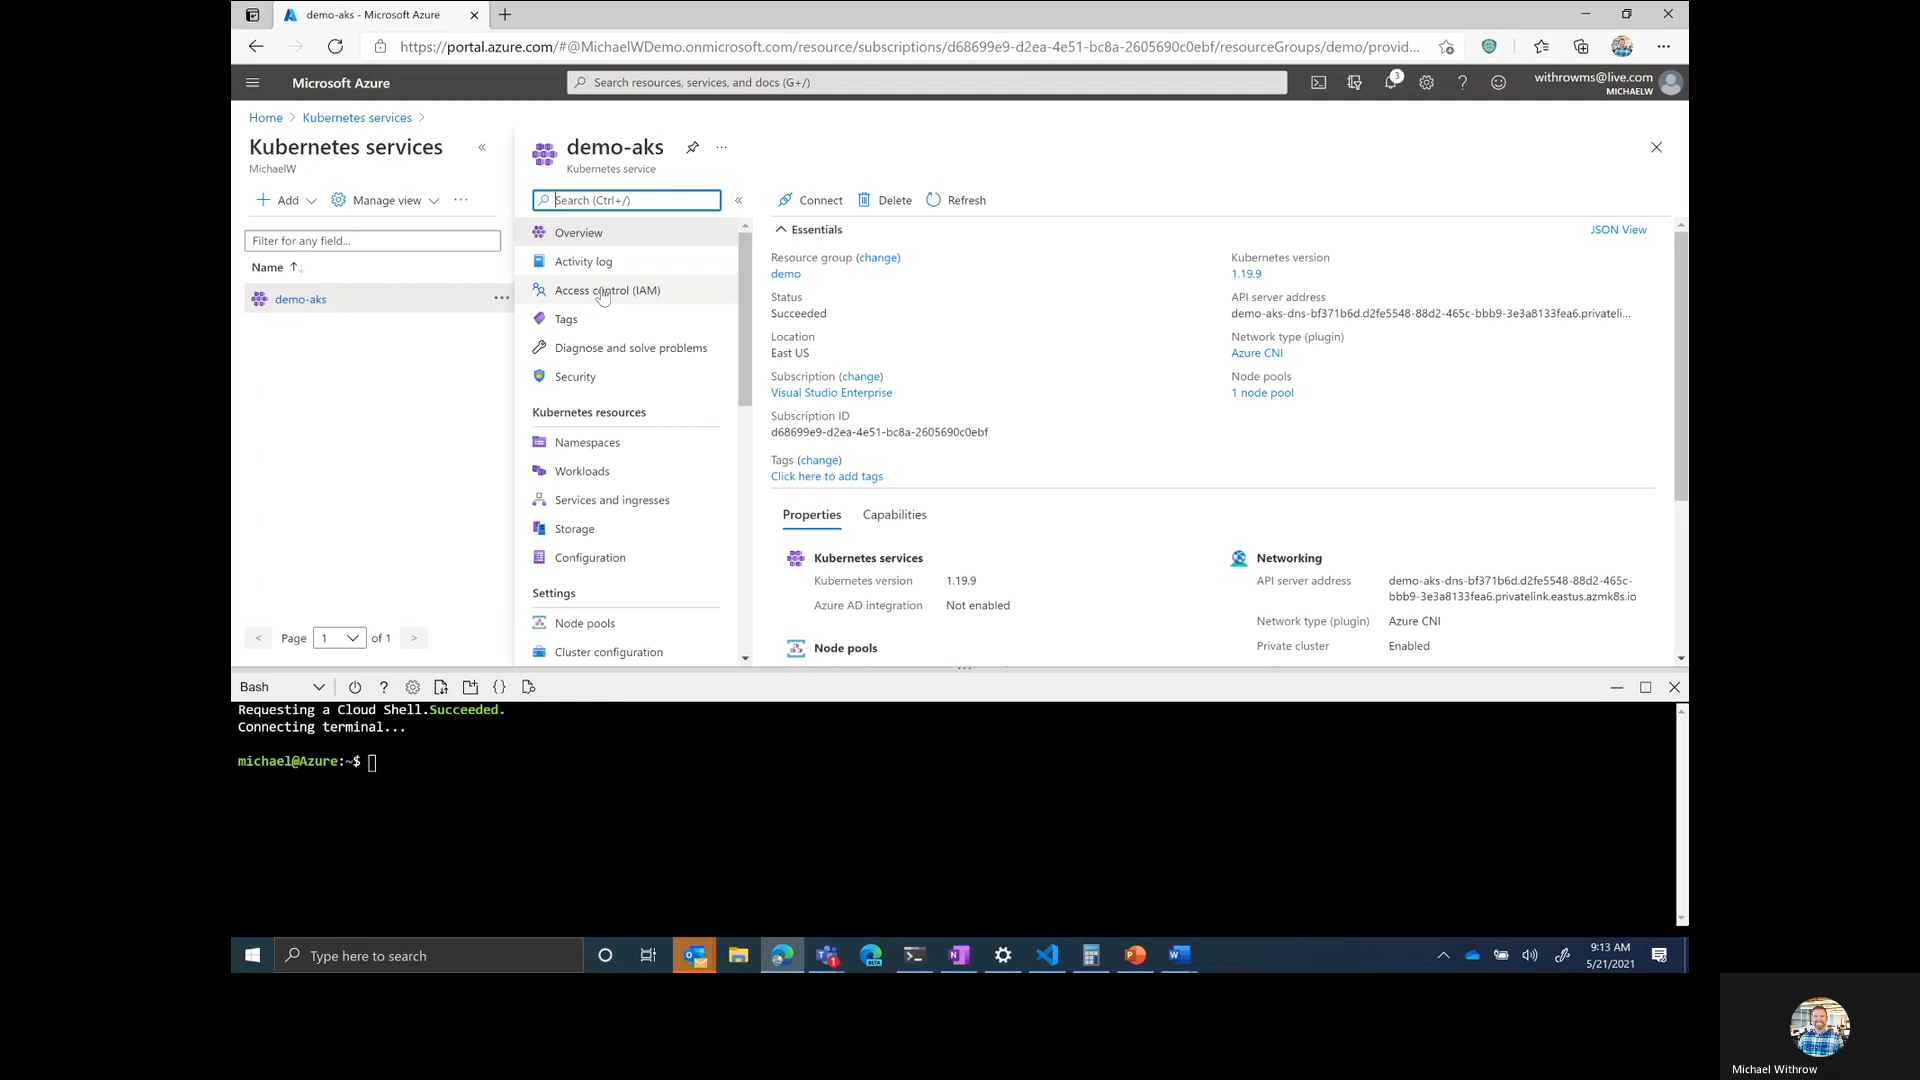 demo-aks - Microsoft Azure
https://portal.azure.com/#@MichaelWDemo.onmicrosoft.com/resource/subscriptions/d68699e9-d2ea-4e51-bc8a-2605690c0ebf/resourceGroups/demo/provid...
Microsoft Azure
Search resources, services, and docs (G+/)
3
withrowms@live.com
MICHAELW
Home > Kubernetes services >
Kubernetes services
MichaelW
Add
Manage view
Filter for any field...
Name
demo-aks
< Page 1 of 1 >
demo-aks
Kubernetes service
Search (Ctrl+/)
Overview
Activity log
Access control (IAM)
Tags
Diagnose and solve problems
Security
Kubernetes resources
Namespaces
Workloads
Services and ingresses
Storage
Configuration
Settings
Node pools
Cluster configuration
Connect
Delete
Refresh
Essentials
JSON View
Resource group (change)
demo
Status
Succeeded
Location
East US
Subscription (change)
Visual Studio Enterprise
Subscription ID
d68699e9-d2ea-4e51-bc8a-2605690c0ebf
Tags (change)
Click here to add tags
Kubernetes version
1.19.9
API server address
demo-aks-dns-bf371b6d.d2fe5548-88d2-465c-bbb9-3e3a8133fea6.privateli...
Network type (plugin)
Azure CNI
Node pools
1 node pool
Properties
Capabilities
Kubernetes services
Kubernetes version 1.19.9
Azure AD integration Not enabled
Node pools
Networking
API server address demo-aks-dns-bf371b6d.d2fe5548-88d2-465c-
bbb9-3e3a8133fea6.privatelink.eastus.azmk8s.io
Network type (plugin) Azure CNI
Private cluster Enabled
Bash
Requesting a Cloud Shell.Succeeded.
Connecting terminal...
michael@Azure:~$
Type here to search
1
BETA
9:13 AM
5/21/2021
Michael Withrow